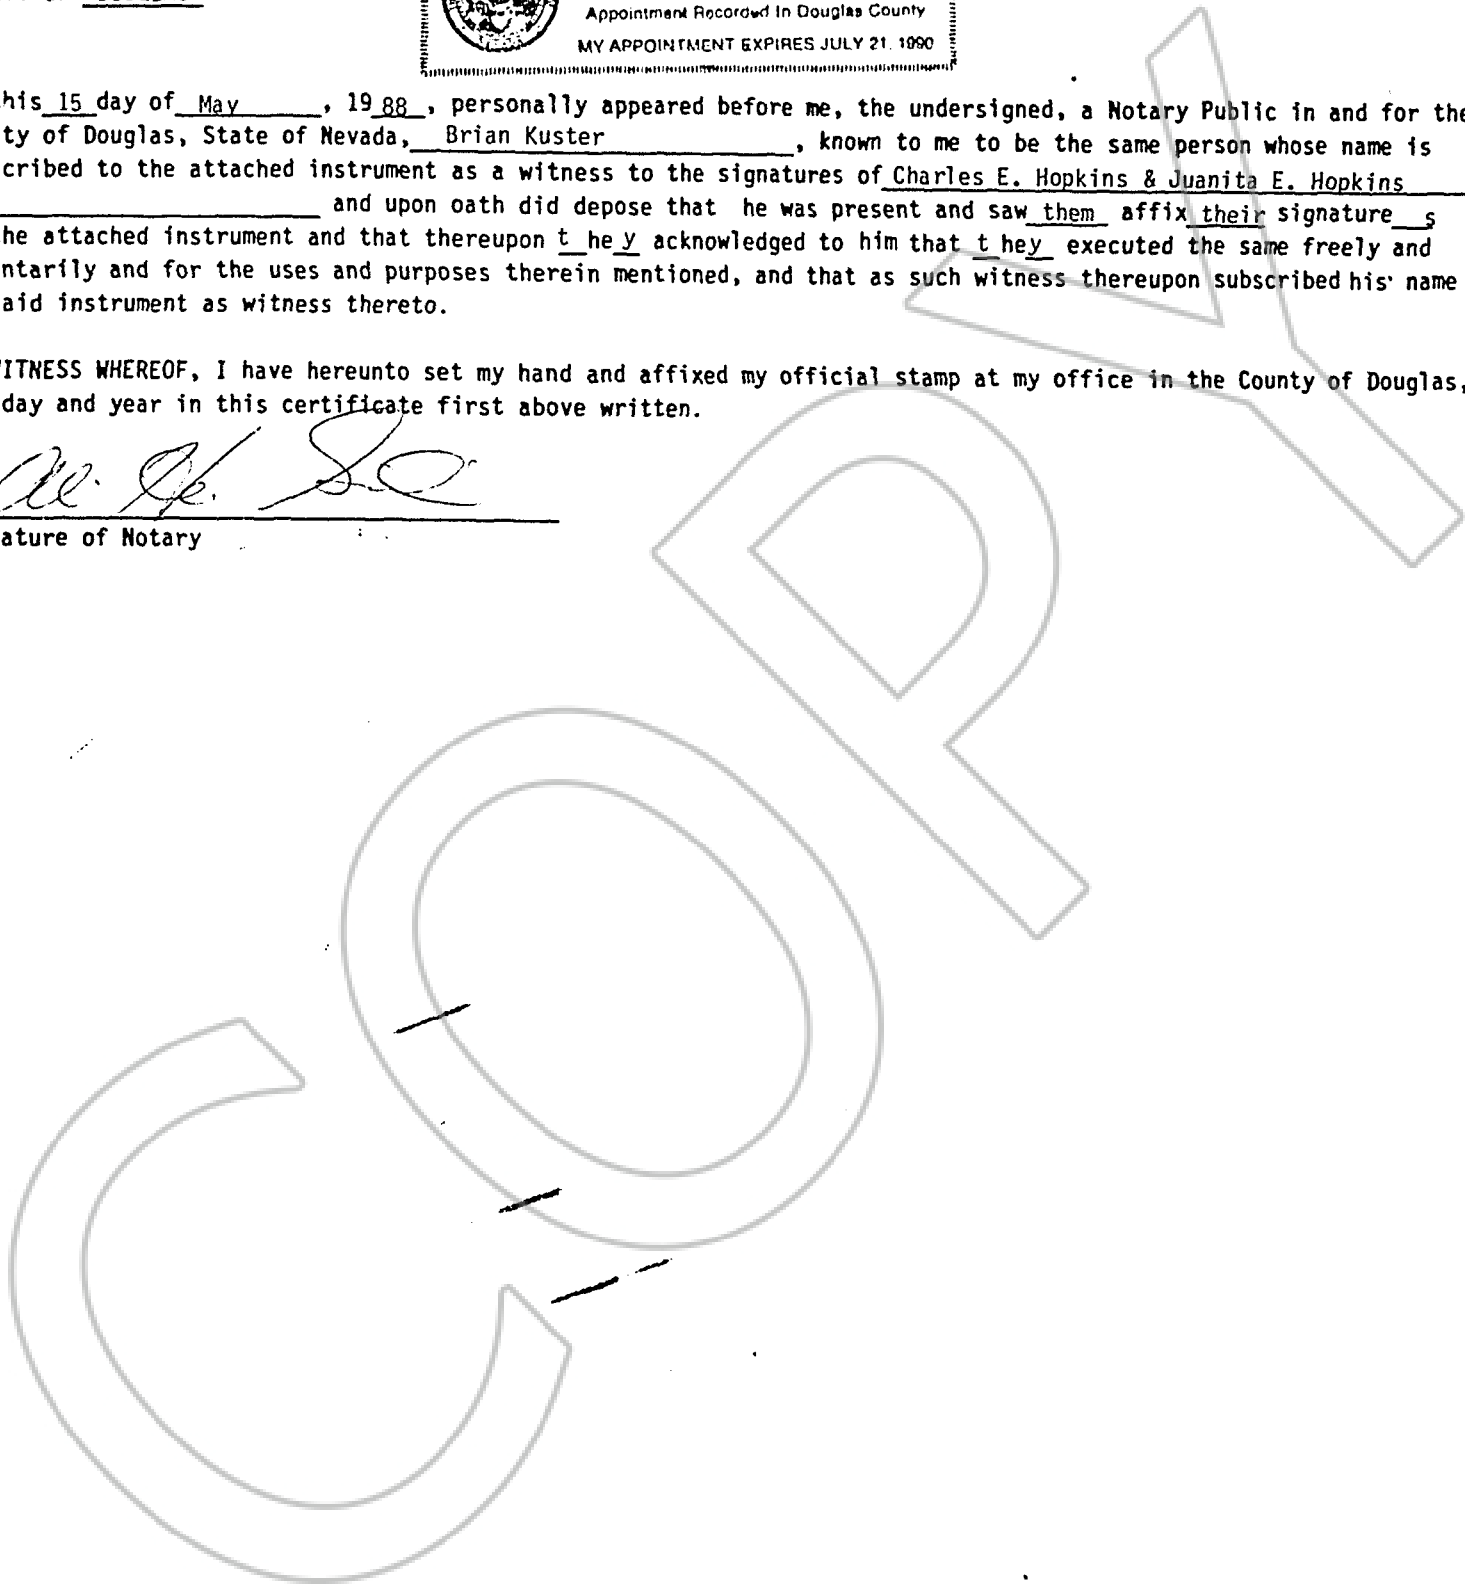 Appointment Recorded In Douglas County
MY APPOINTMENT EXPIRES JULY 21, 1990
his 15 day of May, 1988, personally appeared before me, the undersigned, a Notary Public in and for the
ty of Douglas, State of Nevada, Brian Kuster, known to me to be the same person whose name is
cribed to the attached instrument as a witness to the signatures of Charles E. Hopkins & Juanita E. Hopkins
and upon oath did depose that he was present and saw them affix their signature s
he attached instrument and that thereupon t he y acknowledged to him that t hey executed the same freely and
ntarily and for the uses and purposes therein mentioned, and that as such witness thereupon subscribed his name
aid instrument as witness thereto.
ITNESS WHEREOF, I have hereunto set my hand and affixed my official stamp at my office in the County of Douglas,
day and year in this certificate first above written.
ature of Notary
COPY